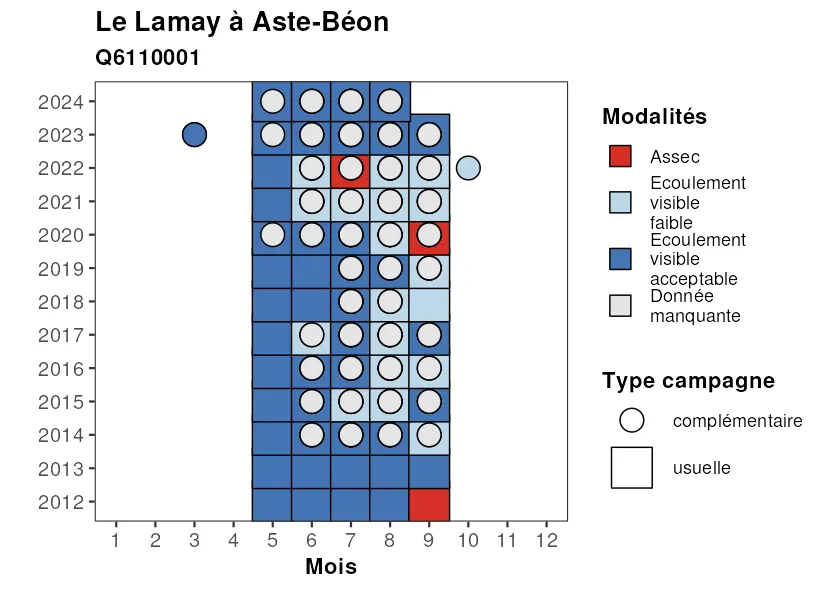 Le Lamay à Aste-Béon
Q6110001
2024
2023
2022
2021
2020
2019
2018
2017
2016
2015
2014
2013
2012
1 2 3 4 5 6 7 8 9 10 11 12
Mois
Modalités
Assec
Ecoulement
visible
faible
Ecoulement
visible
acceptable
Donnée
manquante
Type campagne
complémentaire
usuelle